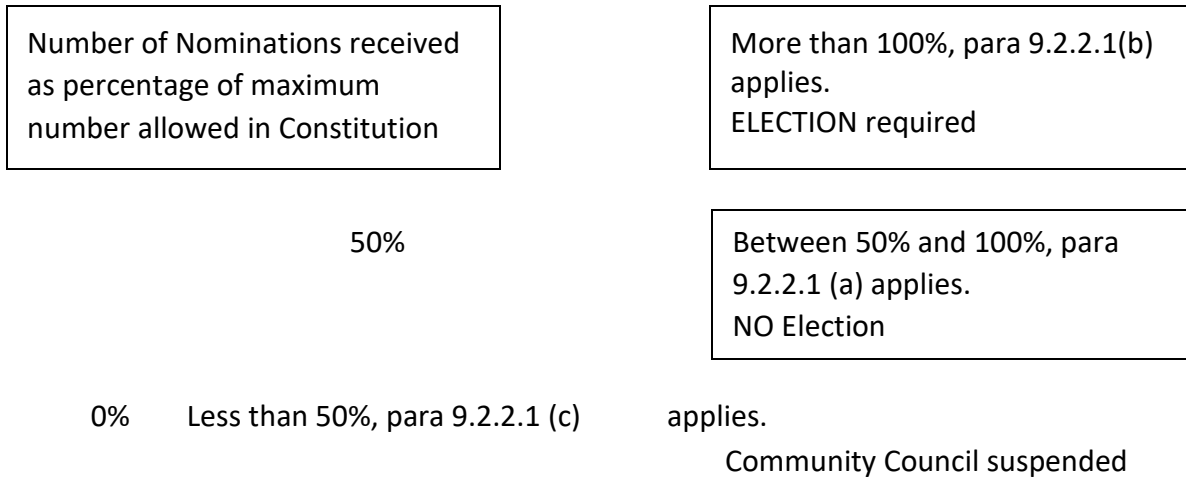 Number of Nominations received
as percentage of maximum
number allowed in Constitution
More than 100%, para 9.2.2.1(b)
applies.
ELECTION required
50%
Between 50% and 100%, para
9.2.2.1 (a) applies.
NO Election
0% Less than 50%, para 9.2.2.1 (c) applies.
Community Council suspended